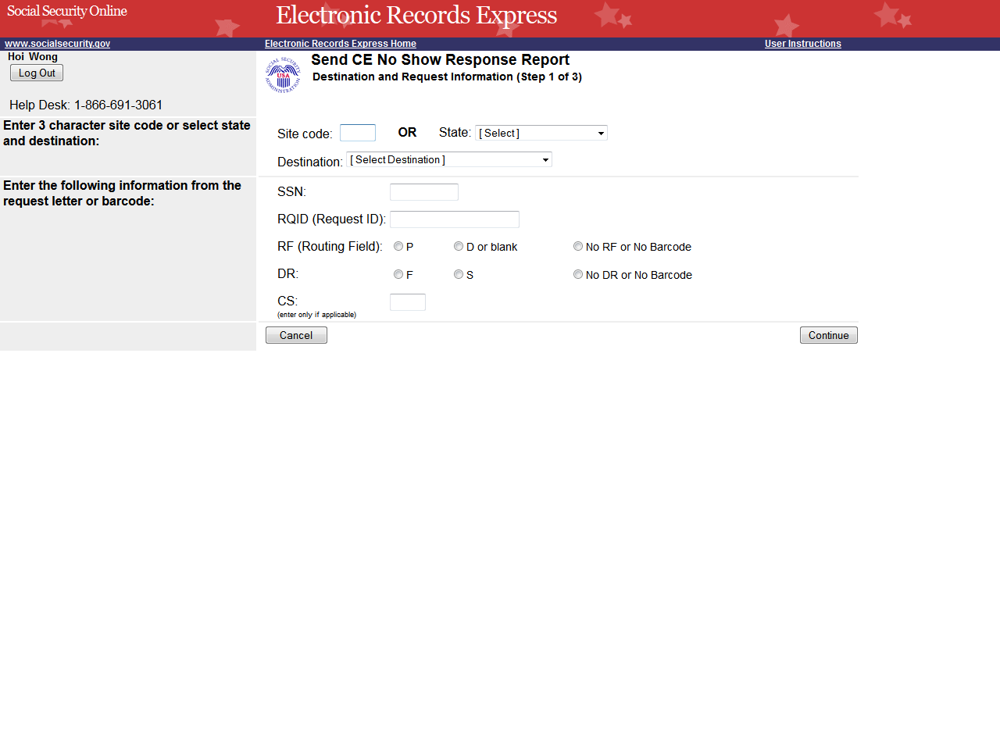 Social Security Online
Electronic Records Express
www.socialsecurity.gov
Electronic Records Express Home
User Instructions
Hoi Wong
Log Out
Help Desk: 1-866-691-3061
SOCIAL SECURITY ADMINISTRATION
USA
Send CE No Show Response Report
Destination and Request Information (Step 1 of 3)
Enter 3 character site code or select state
and destination:
Site code:
OR
State:
[ Select ]
Destination:
[ Select Destination ]
Enter the following information from the
request letter or barcode:
SSN:
RQID (Request ID):
RF (Routing Field):
P
D or blank
No RF or No Barcode
DR:
F
S
No DR or No Barcode
CS:
(enter only if applicable)
Cancel
Continue